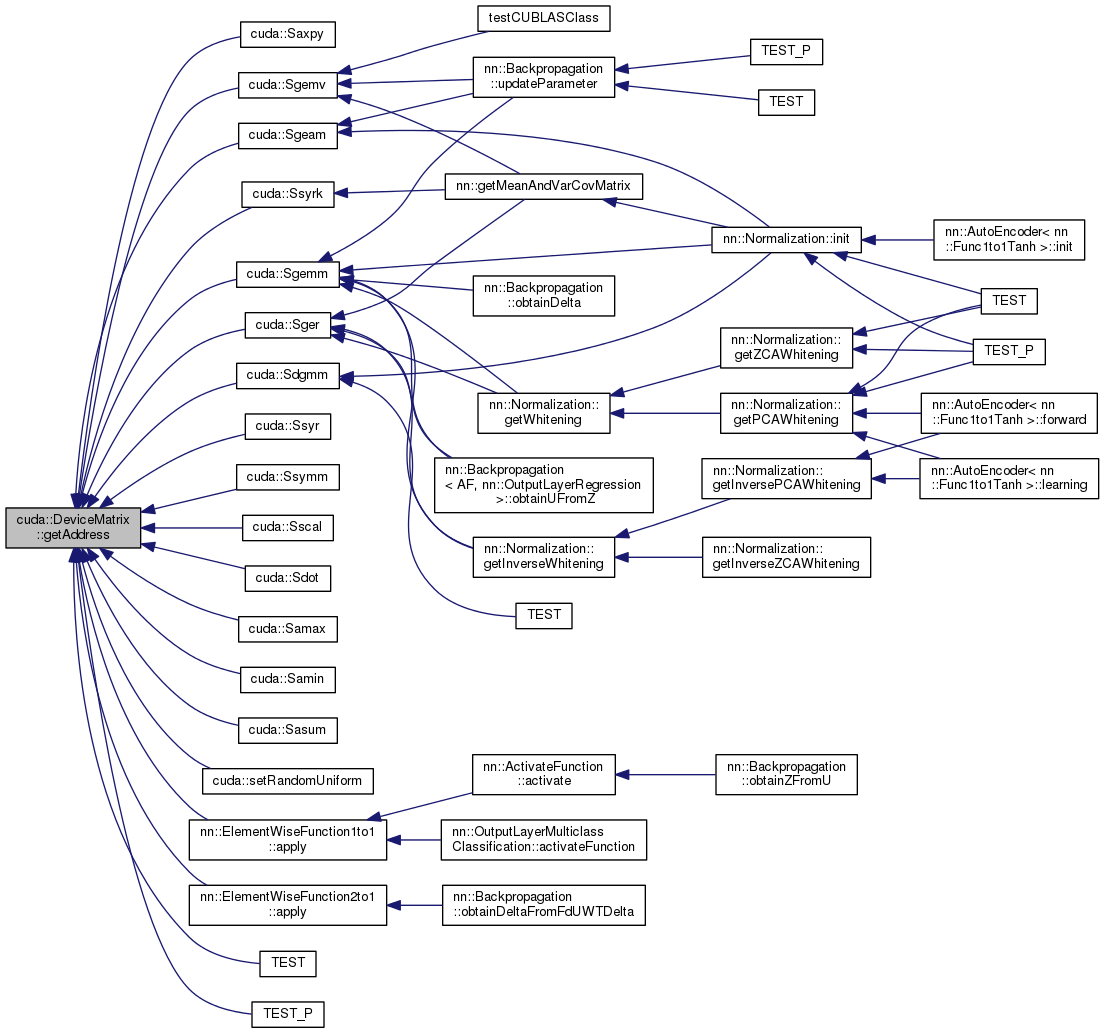 cuda::DeviceMatrix
::getAddress
cuda::Saxpy
cuda::Sgemv
cuda::Sgeam
cuda::Ssyrk
cuda::Sgemm
cuda::Sger
cuda::Sdgmm
cuda::Ssyr
cuda::Ssymm
cuda::Sscal
cuda::Sdot
cuda::Samax
cuda::Samin
cuda::Sasum
cuda::setRandomUniform
nn::ElementWiseFunction1to1
::apply
nn::ElementWiseFunction2to1
::apply
TEST
TEST_P
testCUBLASClass
nn::Backpropagation
::updateParameter
nn::getMeanAndVarCovMatrix
nn::Backpropagation
::obtainDelta
nn::Normalization::
getWhitening
nn::Backpropagation
< AF, nn::OutputLayerRegression
>::obtainUFromZ
nn::Normalization::
getInverseWhitening
TEST
nn::ActivateFunction
::activate
nn::OutputLayerMulticlass
Classification::activateFunction
nn::Backpropagation
::obtainDeltaFromFdUWTDelta
TEST_P
TEST
nn::Normalization::init
nn::Normalization::
getZCAWhitening
nn::Normalization::
getPCAWhitening
nn::Normalization::
getInversePCAWhitening
nn::Normalization::
getInverseZCAWhitening
nn::Backpropagation
::obtainZFromU
nn::AutoEncoder< nn
::Func1to1Tanh >::init
TEST
TEST_P
nn::AutoEncoder< nn
::Func1to1Tanh >::forward
nn::AutoEncoder< nn
::Func1to1Tanh >::learning